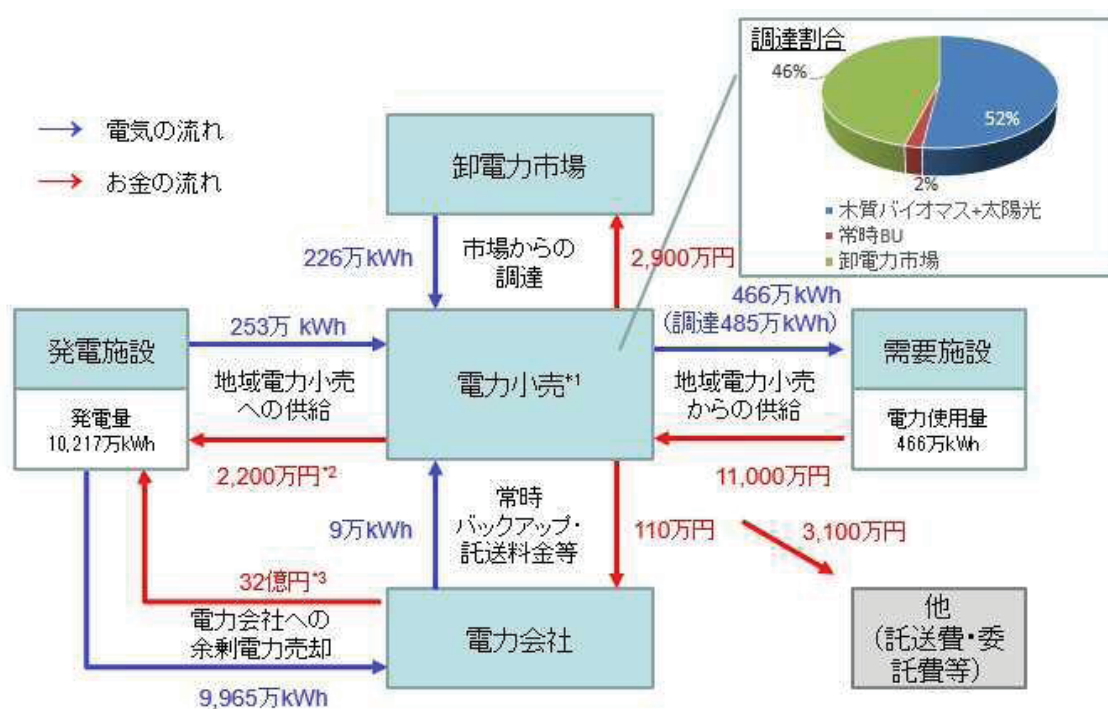 調達割合
46%
52%
2%
木質バイオマス+太陽光
常時BU
卸電力市場
電気の流れ
お金の流れ
卸電力市場
226万kWh
市場からの
調達
2,900万円
466万kWh
(調達485万kWh)
253万 kWh
発電施設
発電量
10,217万kWh
地域電力小売
への供給
電力小売*1
地域電力小売
からの供給
需要施設
電力使用量
466万kWh
2,200万円*2
11,000万円
9万kWh
常時
バックアップ・
託送料金等
110万円
3,100万円
32億円*3
電力会社への
余剰電力売却
電力会社
他
(託送費・委
託費等)
9,965万kWh